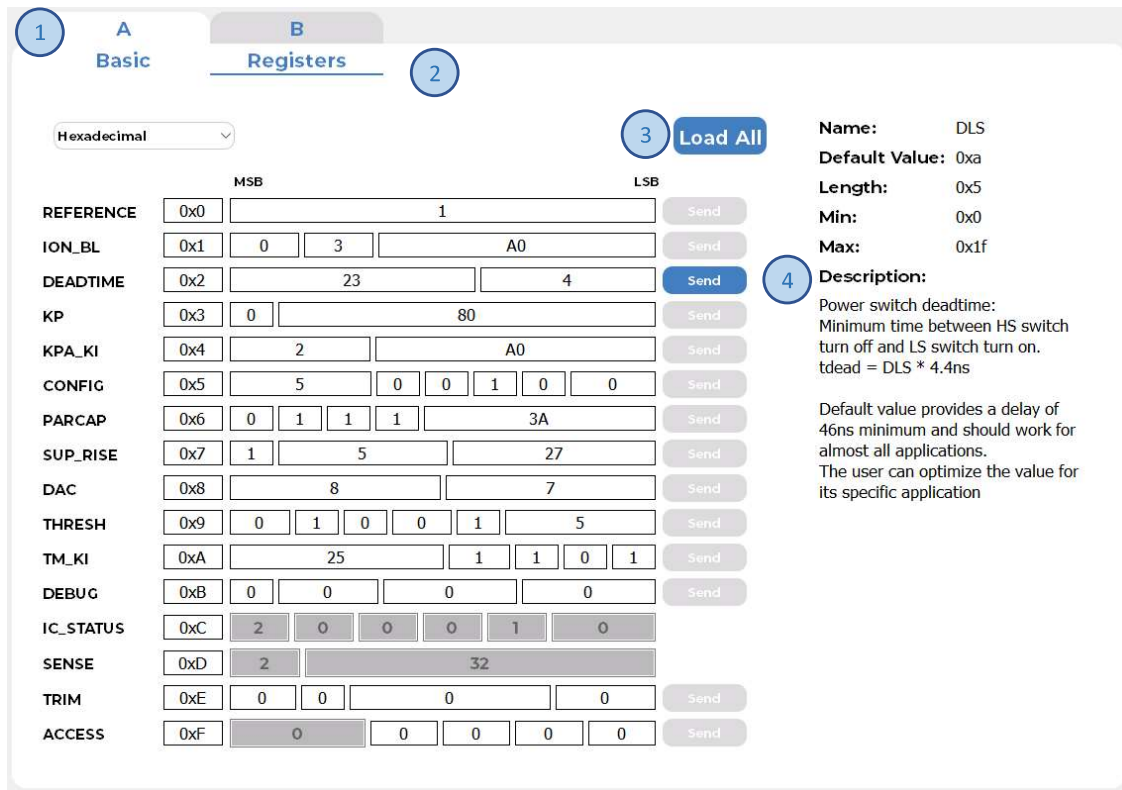 1 A B
Basic Registers 2
Hexadecimal 3 Load All
MSB LSB
REFERENCE 0x0 1 Send
ION_BL 0x1 0 3 A0 Send
DEADTIME 0x2 23 4 Send
KP 0x3 0 80 Send
KPA_KI 0x4 2 A0 Send
CONFIG 0x5 5 0 0 1 0 0 Send
PARCAP 0x6 0 1 1 1 3A Send
SUP_RISE 0x7 1 5 27 Send
DAC 0x8 8 7 Send
THRESH 0x9 0 1 0 0 1 5 Send
TM_KI 0xA 25 1 1 0 1 Send
DEBUG 0xB 0 0 0 0 Send
IC_STATUS 0xC 2 0 0 0 1 0
SENSE 0xD 2 32
TRIM 0xE 0 0 0 0 Send
ACCESS 0xF 0 0 0 0 0 Send
Name: DLS
Default Value: 0xa
Length: 0x5
Min: 0x0
Max: 0x1f
4 Description:
Power switch deadtime:
Minimum time between HS switch
turn off and LS switch turn on.
tdead = DLS * 4.4ns
Default value provides a delay of
46ns minimum and should work for
almost all applications.
The user can optimize the value for
its specific application